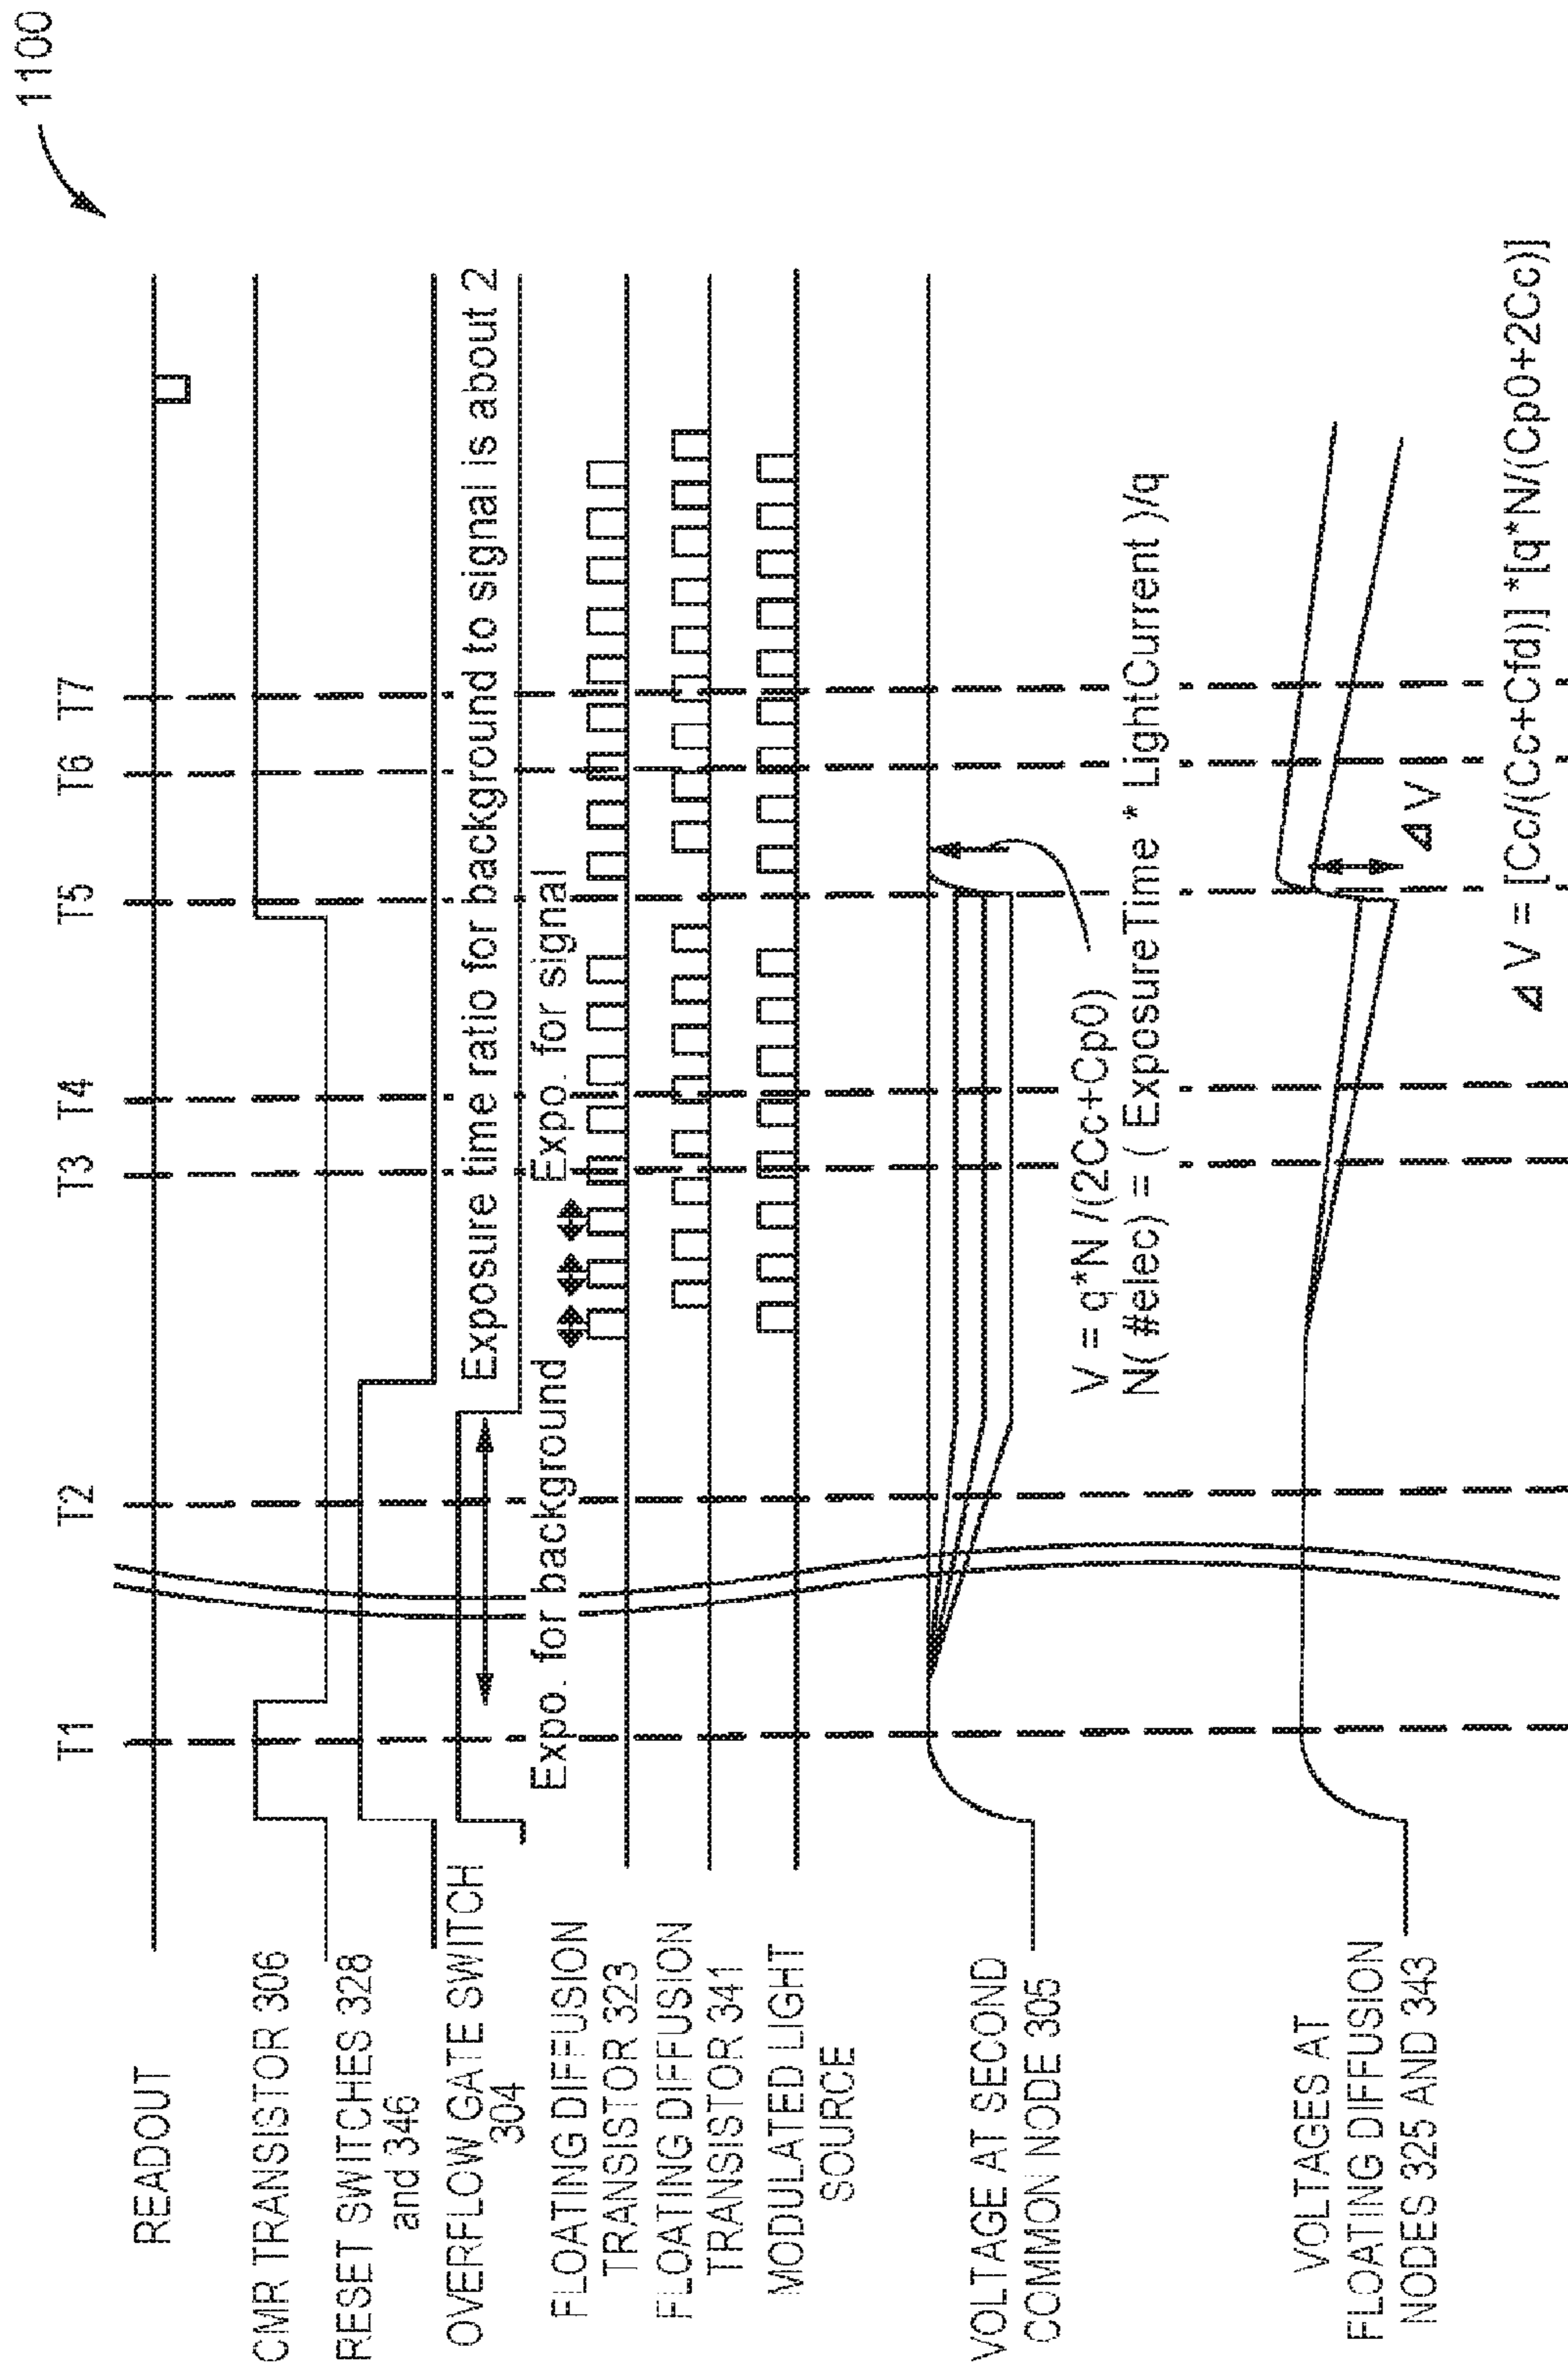 1100
T1 T2 T3 T4 T5 T6 T7
READOUT
CMR TRANSISTOR 306
RESET SWITCHES 328
and 346
Exposure time ratio for background to signal is about 2
OVERFLOW GATE SWITCH
304
Expo. for background
Expo. for signal
FLOATING DIFFUSION
TRANSISTOR 323
FLOATING DIFFUSION
TRANSISTOR 341
MODULATED LIGHT
SOURCE
VOLTAGE AT SECOND
COMMON NODE 305
V = q*N /(2Cc+Cp0)
N( #elec) = ( ExposureTime * LightCurrent )/q
VOLTAGES AT
FLOATING DIFFUSION
NODES 325 AND 343
Δ V
Δ V = [Cc/(Cc+Cfd)] *[q*N/(Cp0+2Cc)]